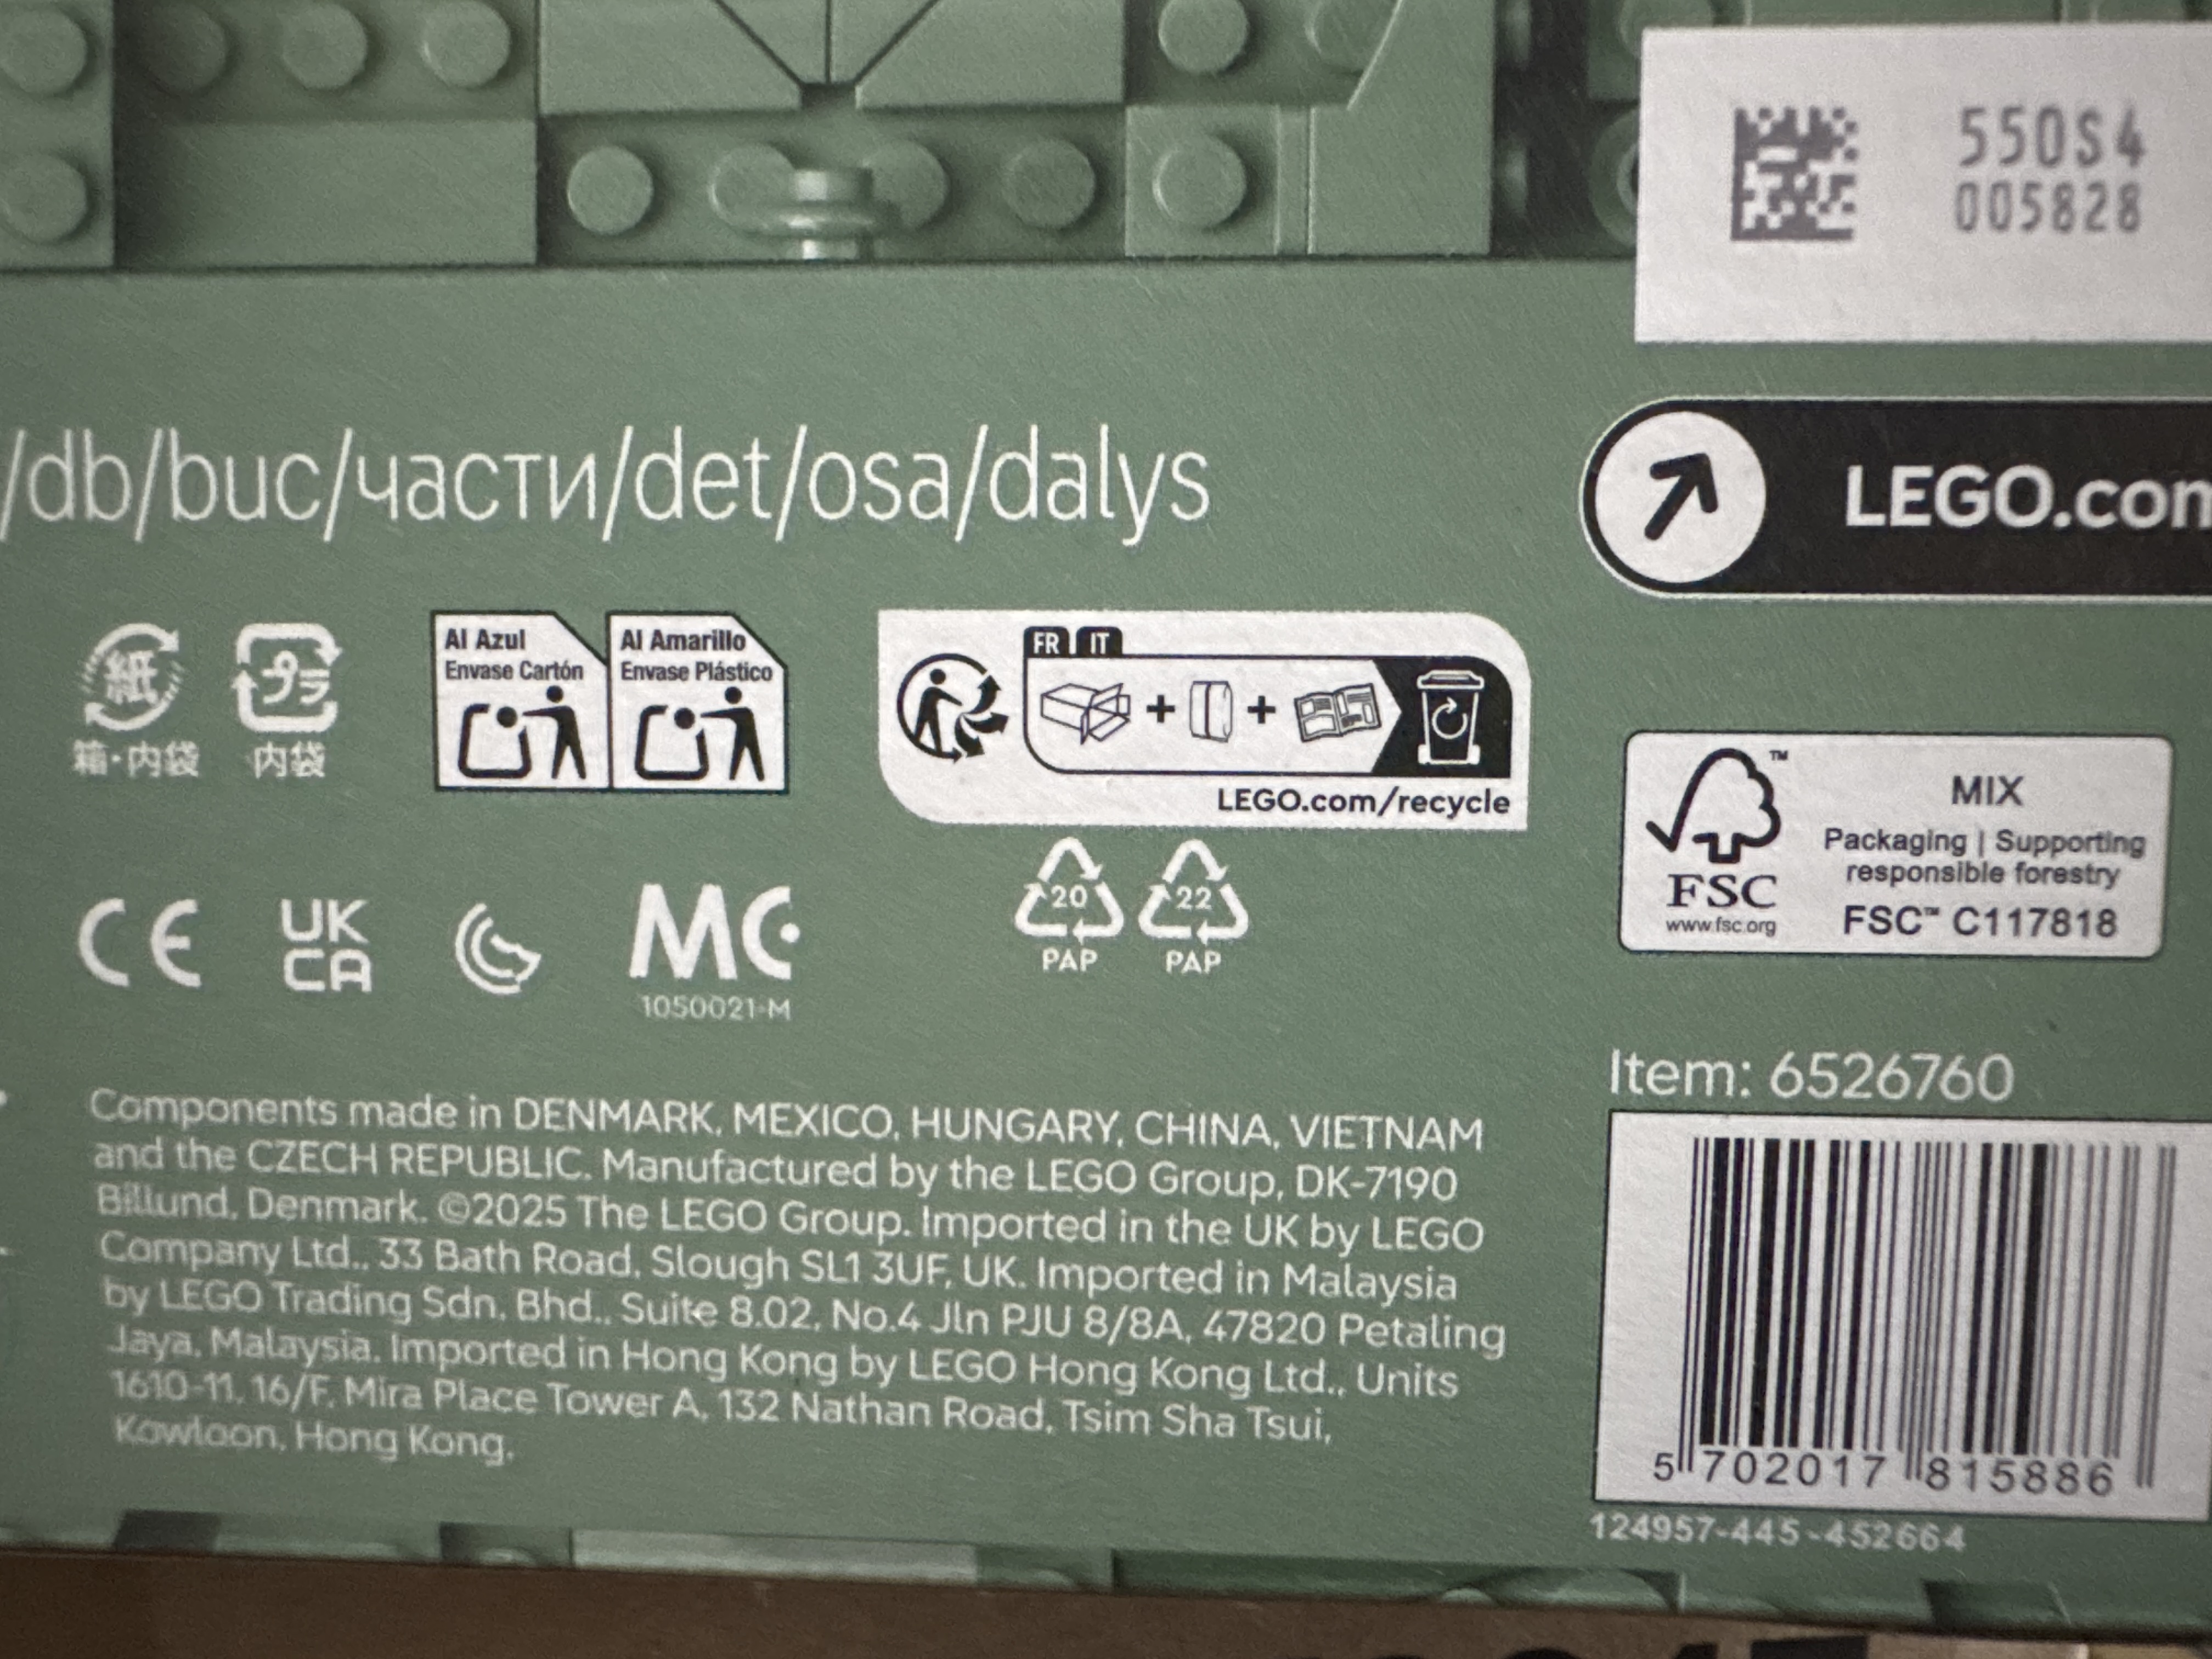 550S4
005828
/db/buc/части/det/osa/dalys
LEGO.com
紙
プラ
箱・内袋
内袋
Al Azul
Envase Cartón
Al Amarillo
Envase Plástico
FR IT
LEGO.com/recycle
CE
UK
CA
MC
1050021-M
20
PAP
22
PAP
™
FSC
www.fsc.org
MIX
Packaging | Supporting
responsible forestry
FSC™ C117818
Components made in DENMARK, MEXICO, HUNGARY, CHINA, VIETNAM
and the CZECH REPUBLIC. Manufactured by the LEGO Group, DK-7190
Billund, Denmark. ©2025 The LEGO Group. Imported in the UK by LEGO
Company Ltd., 33 Bath Road, Slough SL1 3UF, UK. Imported in Malaysia
by LEGO Trading Sdn. Bhd., Suite 8.02, No.4 Jln PJU 8/8A, 47820 Petaling
Jaya, Malaysia. Imported in Hong Kong by LEGO Hong Kong Ltd., Units
1610-11, 16/F, Mira Place Tower A, 132 Nathan Road, Tsim Sha Tsui,
Kowloon, Hong Kong.
Item: 6526760
5 702017 815886
124957-445-452664